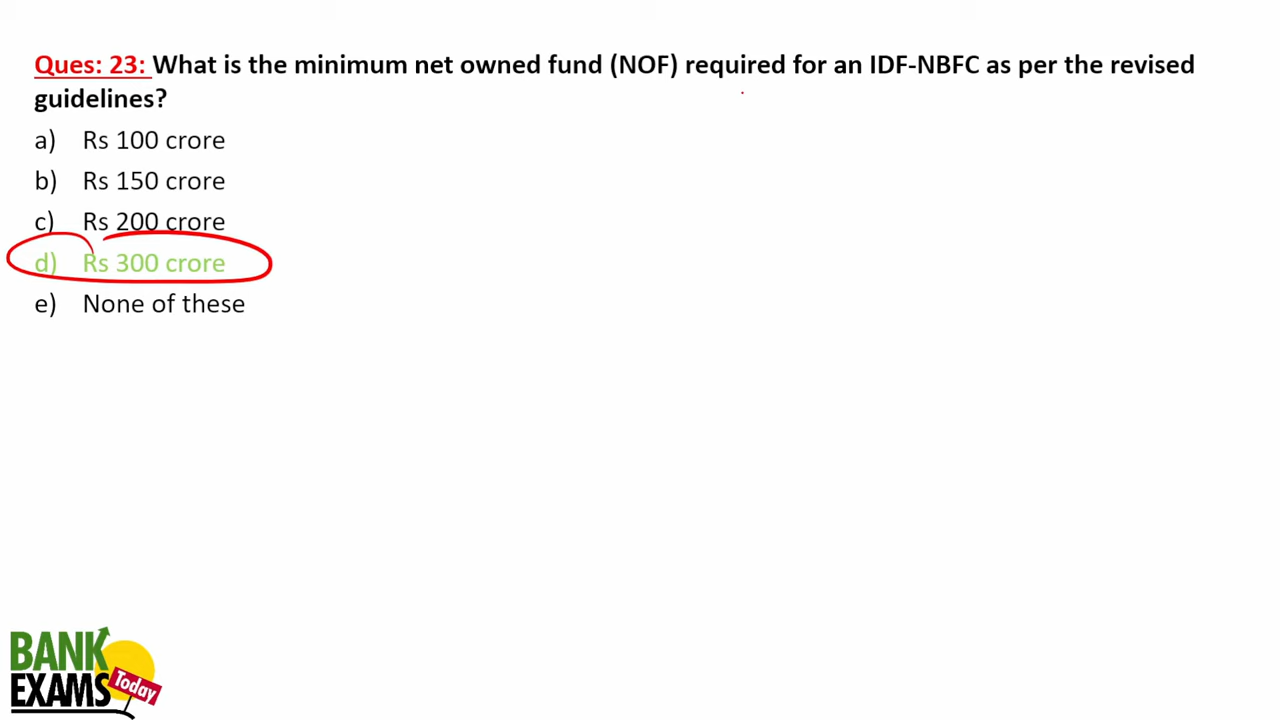 Ques: 23: What is the minimum net owned fund (NOF) required for an IDF-NBFC as per the revised
guidelines?
a) Rs 100 crore
b) Rs 150 crore
c) Rs 200 crore
d) Rs 300 crore
e) None of these
BANK
EXAMS
Today